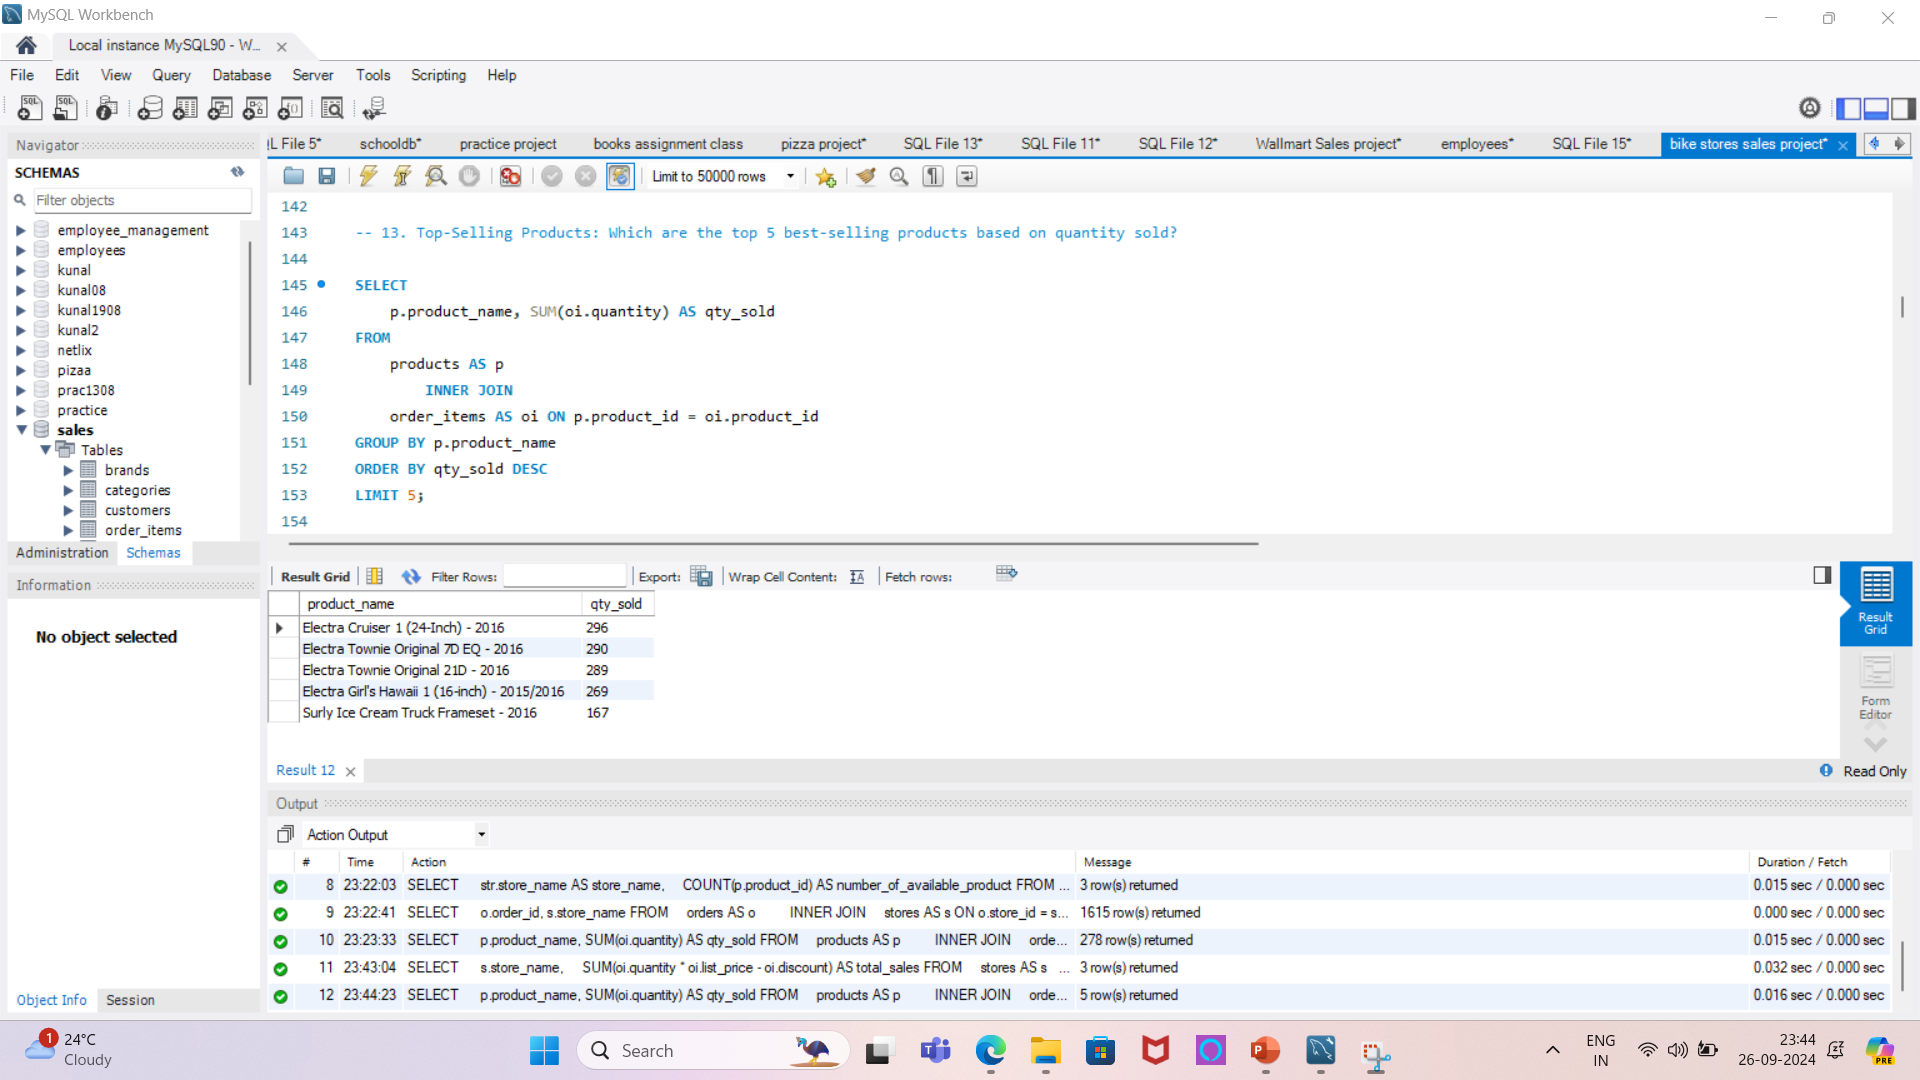 MySQL Workbench
Local instance MySQL90 - W...
File Edit View Query Database Server Tools Scripting Help
Navigator
L File 5* schooldb* practice project books assignment class pizza project* SQL File 13* SQL File 11* SQL File 12* Wallmart Sales project* employees* SQL File 15* bike stores sales project*
SCHEMAS
Limit to 50000 rows
Filter objects
employee_management
employees
kunal
kunal08
kunal1908
kunal2
netlix
pizaa
prac1308
practice
sales
Tables
brands
categories
customers
order_items
Administration Schemas
Information
No object selected
Object Info Session
142
143 -- 13. Top-Selling Products: Which are the top 5 best-selling products based on quantity sold?
144
145 SELECT
146 p.product_name, SUM(oi.quantity) AS qty_sold
147 FROM
148 products AS p
149 INNER JOIN
150 order_items AS oi ON p.product_id = oi.product_id
151 GROUP BY p.product_name
152 ORDER BY qty_sold DESC
153 LIMIT 5;
154
Result Grid Filter Rows: Export: Wrap Cell Content: Fetch rows:
product_name qty_sold
Electra Cruiser 1 (24-Inch) - 2016 296
Electra Townie Original 7D EQ - 2016 290
Electra Townie Original 21D - 2016 289
Electra Girl's Hawaii 1 (16-inch) - 2015/2016 269
Surly Ice Cream Truck Frameset - 2016 167
Result Grid
Form Editor
Result 12 Read Only
Output
Action Output
# Time Action Message Duration / Fetch
8 23:22:03 SELECT str.store_name AS store_name, COUNT(p.product_id) AS number_of_available_product FROM ... 3 row(s) returned 0.015 sec / 0.000 sec
9 23:22:41 SELECT o.order_id, s.store_name FROM orders AS o INNER JOIN stores AS s ON o.store_id = s... 1615 row(s) returned 0.000 sec / 0.000 sec
10 23:23:33 SELECT p.product_name, SUM(oi.quantity) AS qty_sold FROM products AS p INNER JOIN orde... 278 row(s) returned 0.015 sec / 0.000 sec
11 23:43:04 SELECT s.store_name, SUM(oi.quantity * oi.list_price - oi.discount) AS total_sales FROM stores AS s ... 3 row(s) returned 0.032 sec / 0.000 sec
12 23:44:23 SELECT p.product_name, SUM(oi.quantity) AS qty_sold FROM products AS p INNER JOIN orde... 5 row(s) returned 0.016 sec / 0.000 sec
1 24°C
Cloudy
Search
ENG
IN
23:44
26-09-2024
PRE